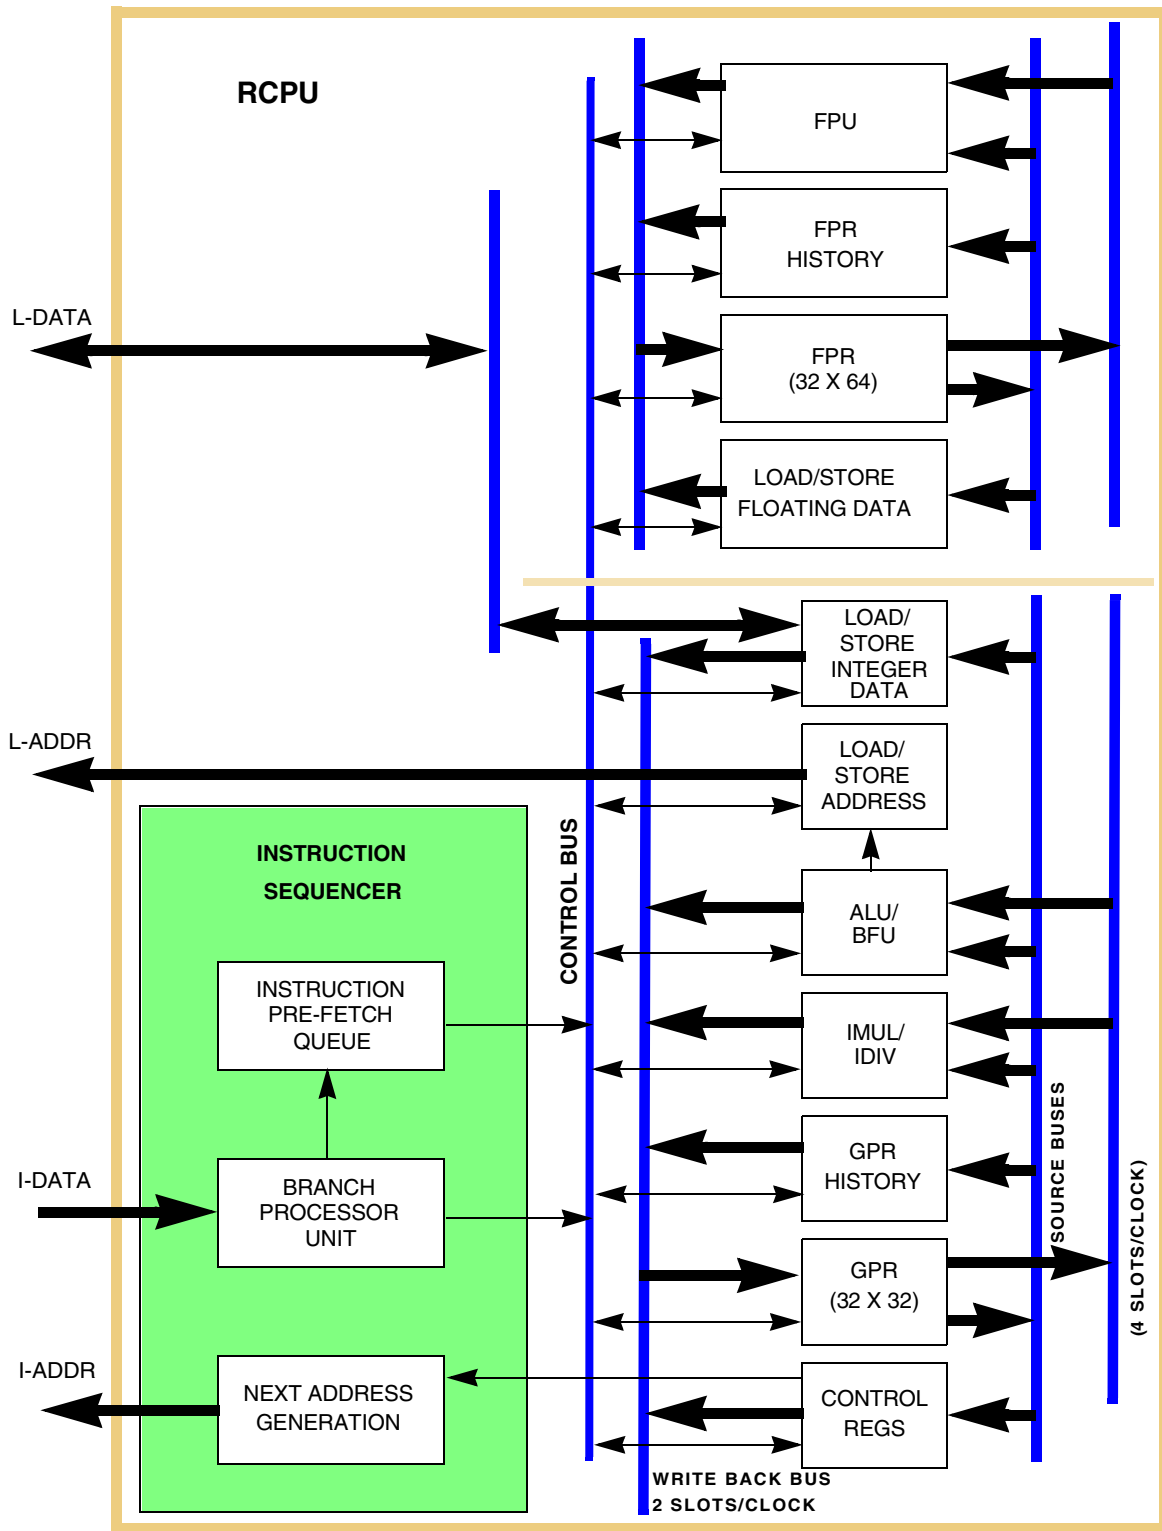 RCPU
FPU
FPR
HISTORY
L-DATA
FPR
(32 X 64)
LOAD/STORE
FLOATING DATA
LOAD/
STORE
INTEGER
DATA
L-ADDR
LOAD/
STORE
ADDRESS
INSTRUCTION
SEQUENCER
CONTROL BUS
ALU/
BFU
INSTRUCTION
PRE-FETCH
QUEUE
IMUL/
IDIV
SOURCE BUSES
(4 SLOTS/CLOCK)
I-DATA
BRANCH
PROCESSOR
UNIT
GPR
HISTORY
GPR
(32 X 32)
I-ADDR
NEXT ADDRESS
GENERATION
CONTROL
REGS
WRITE BACK BUS
2 SLOTS/CLOCK